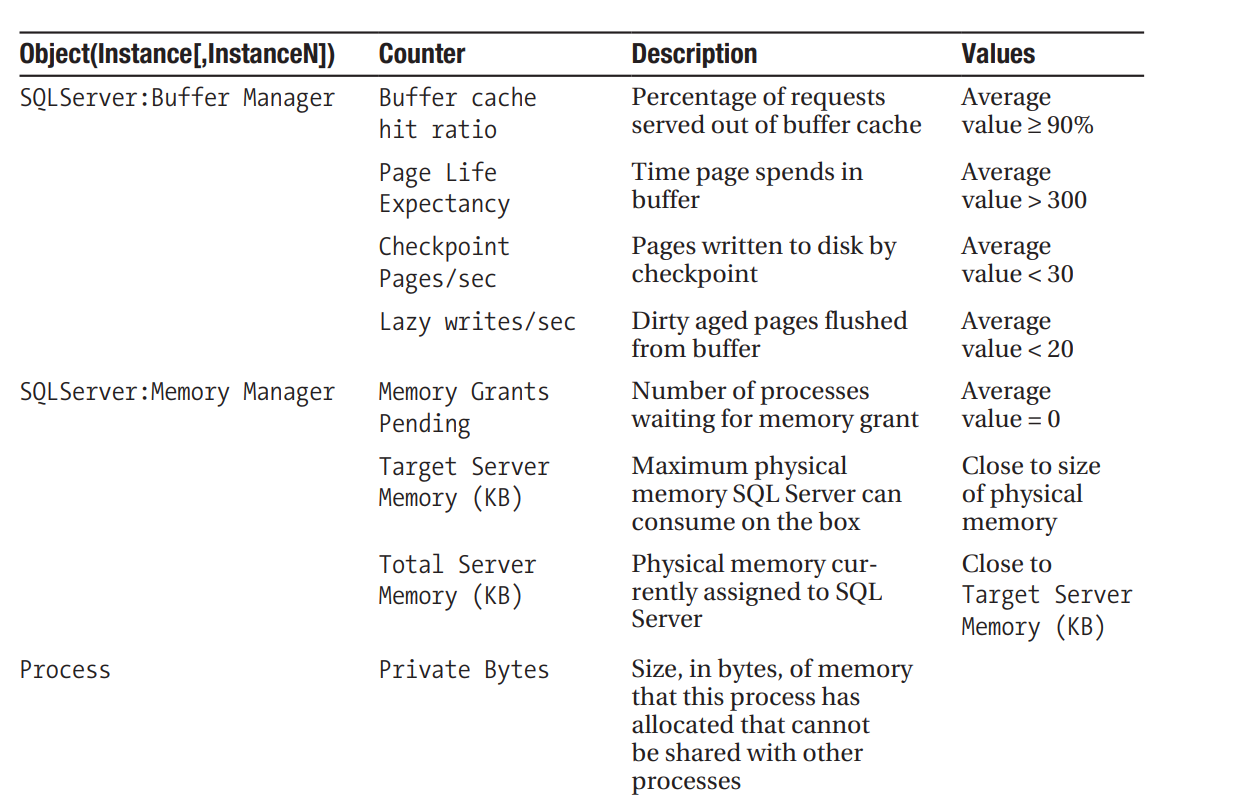 Object(Instance[,InstanceN]) Counter Description Values
SQLServer:Buffer Manager Buffer cache Percentage of requests Average
hit ratio served out of buffer cache value ≥ 90%
Page Life Time page spends in Average
Expectancy buffer value > 300
Checkpoint Pages written to disk by Average
Pages/sec checkpoint value < 30
Lazy writes/sec Dirty aged pages flushed Average
from buffer value < 20
SQLServer:Memory Manager Memory Grants Number of processes Average
Pending waiting for memory grant value = 0
Target Server Maximum physical Close to size
Memory (KB) memory SQL Server can of physical
consume on the box memory
Total Server Physical memory cur- Close to
Memory (KB) rently assigned to SQL Target Server
Server Memory (KB)
Process Private Bytes Size, in bytes, of memory
that this process has
allocated that cannot
be shared with other
processes